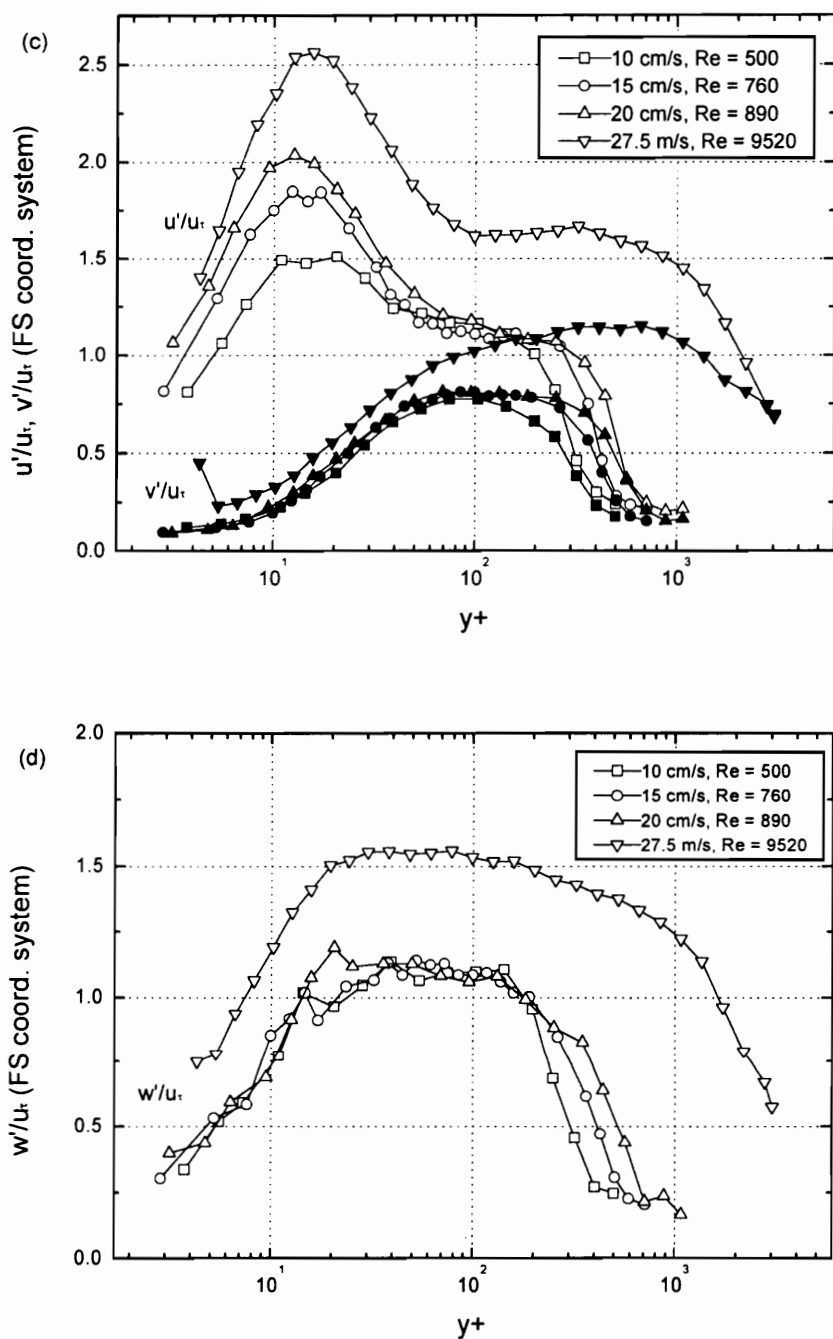 (c)
2.5
2.0
1.5
1.0
0.5
0.0
u'/uτ, v'/uτ (FS coord. system)
10 cm/s, Re = 500
15 cm/s, Re = 760
20 cm/s, Re = 890
27.5 m/s, Re = 9520
u'/uτ
v'/uτ
10¹
10²
10³
y+
(d)
2.0
1.5
1.0
0.5
0.0
w'/uτ (FS coord. system)
10 cm/s, Re = 500
15 cm/s, Re = 760
20 cm/s, Re = 890
27.5 m/s, Re = 9520
w'/uτ
10¹
10²
10³
y+